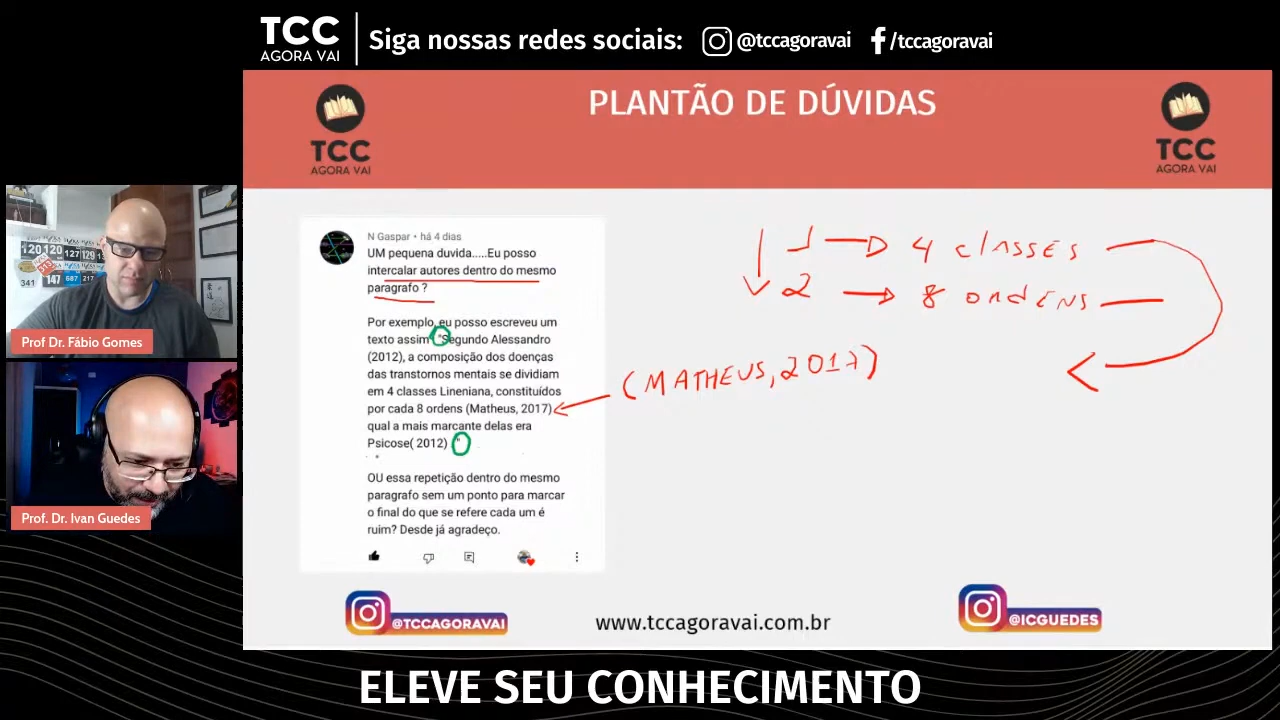 TCC
AGORA VAI
Siga nossas redes sociais: @tccagoravai /tccagoravai
PLANTÃO DE DÚVIDAS
TCC
AGORA VAI
TCC
AGORA VAI
Prof Dr. Fábio Gomes
Prof. Dr. Ivan Guedes
N Gaspar • há 4 dias
UM pequena duvida.....Eu posso
intercalar autores dentro do mesmo
paragrafo ?
Por exemplo, eu posso escreveu um
texto assim "Segundo Alessandro
(2012), a composição dos doenças
das transtornos mentais se dividiam
em 4 classes Lineniana, constituídos
por cada 8 ordens (Matheus, 2017)
qual a mais marcante delas era
Psicose( 2012) "
OU essa repetição dentro do mesmo
paragrafo sem um ponto para marcar
o final do que se refere cada um é
ruim? Desde já agradeço.
1 4 classes
2 8 ordens
(MATHEUS, 2017)
@TCCAGORAVAI
www.tccagoravai.com.br
@ICGUEDES
ELEVE SEU CONHECIMENTO